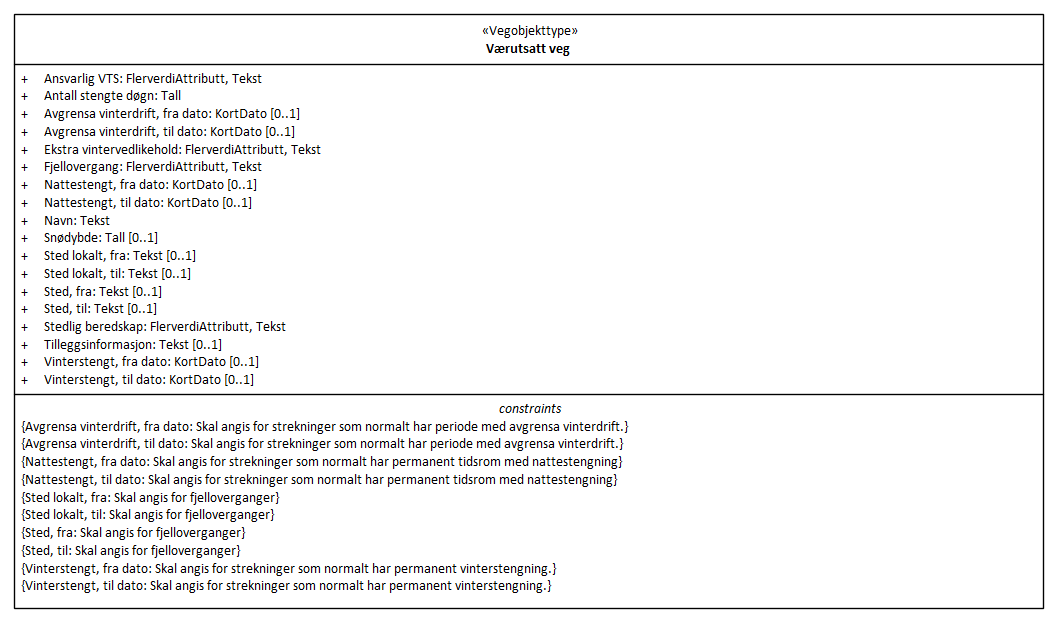 «Vegobjekttype»
Værutsatt veg
+ Ansvarlig VTS: FlerverdiAttributt, Tekst
+ Antall stengte døgn: Tall
+ Avgrensa vinterdrift, fra dato: KortDato [0..1]
+ Avgrensa vinterdrift, til dato: KortDato [0..1]
+ Ekstra vintervedlikehold: FlerverdiAttributt, Tekst
+ Fjellovergang: FlerverdiAttributt, Tekst
+ Nattestengt, fra dato: KortDato [0..1]
+ Nattestengt, til dato: KortDato [0..1]
+ Navn: Tekst
+ Snødybde: Tall [0..1]
+ Sted lokalt, fra: Tekst [0..1]
+ Sted lokalt, til: Tekst [0..1]
+ Sted, fra: Tekst [0..1]
+ Sted, til: Tekst [0..1]
+ Stedlig beredskap: FlerverdiAttributt, Tekst
+ Tilleggsinformasjon: Tekst [0..1]
+ Vinterstengt, fra dato: KortDato [0..1]
+ Vinterstengt, til dato: KortDato [0..1]
constraints
{Avgrensa vinterdrift, fra dato: Skal angis for strekninger som normalt har periode med avgrensa vinterdrift.}
{Avgrensa vinterdrift, til dato: Skal angis for strekninger som normalt har periode med avgrensa vinterdrift.}
{Nattestengt, fra dato: Skal angis for strekninger som normalt har permanent tidsrom med nattestengning}
{Nattestengt, til dato: Skal angis for strekninger som normalt har permanent tidsrom med nattestengning}
{Sted lokalt, fra: Skal angis for fjelloverganger}
{Sted lokalt, til: Skal angis for fjelloverganger}
{Sted, fra: Skal angis for fjelloverganger}
{Sted, til: Skal angis for fjelloverganger}
{Vinterstengt, fra dato: Skal angis for strekninger som normalt har permanent vinterstengning.}
{Vinterstengt, til dato: Skal angis for strekninger som normalt har permanent vinterstengning.}